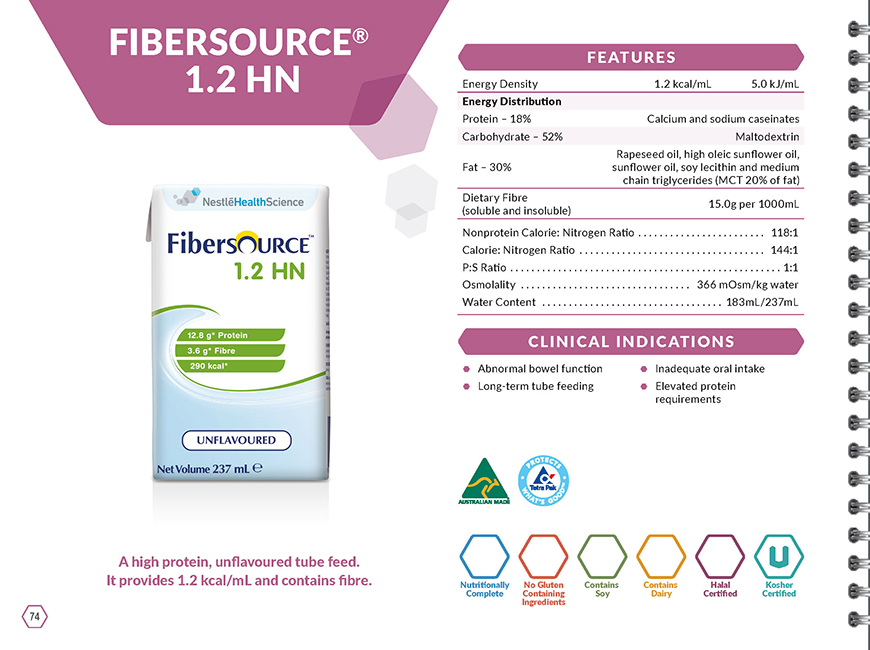 FIBERSOURCE®
1.2 HN
NestléHealthScience
FIBERSOURCE™
1.2 HN
12.8 g* Protein
3.6 g* Fibre
290 kcal*
UNFLAVOURED
Net Volume 237 mL ℮
A high protein, unflavoured tube feed.
It provides 1.2 kcal/mL and contains fibre.
74
FEATURES
Energy Density 1.2 kcal/mL 5.0 kJ/mL
Energy Distribution
Protein – 18% Calcium and sodium caseinates
Carbohydrate – 52% Maltodextrin
Fat – 30% Rapeseed oil, high oleic sunflower oil,
sunflower oil, soy lecithin and medium
chain triglycerides (MCT 20% of fat)
Dietary Fibre
(soluble and insoluble) 15.0g per 1000mL
Nonprotein Calorie: Nitrogen Ratio . . . . . . . . . . . . . . . . . . . . . . . . 118:1
Calorie: Nitrogen Ratio . . . . . . . . . . . . . . . . . . . . . . . . . . . . . . . . . . . 144:1
P:S Ratio . . . . . . . . . . . . . . . . . . . . . . . . . . . . . . . . . . . . . . . . . . . . . . . . . . . 1:1
Osmolality . . . . . . . . . . . . . . . . . . . . . . . . . . . . . . . . 366 mOsm/kg water
Water Content . . . . . . . . . . . . . . . . . . . . . . . . . . . . . . . . . . 183mL/237mL
CLINICAL INDICATIONS
Abnormal bowel function
Long-term tube feeding
Inadequate oral intake
Elevated protein
requirements
AUSTRALIAN MADE
PROTECTS
Tetra Pak
WHAT'S GOOD™
Nutritionally
Complete
No Gluten
Containing
Ingredients
Contains
Soy
Contains
Dairy
Halal
Certified
U
Kosher
Certified